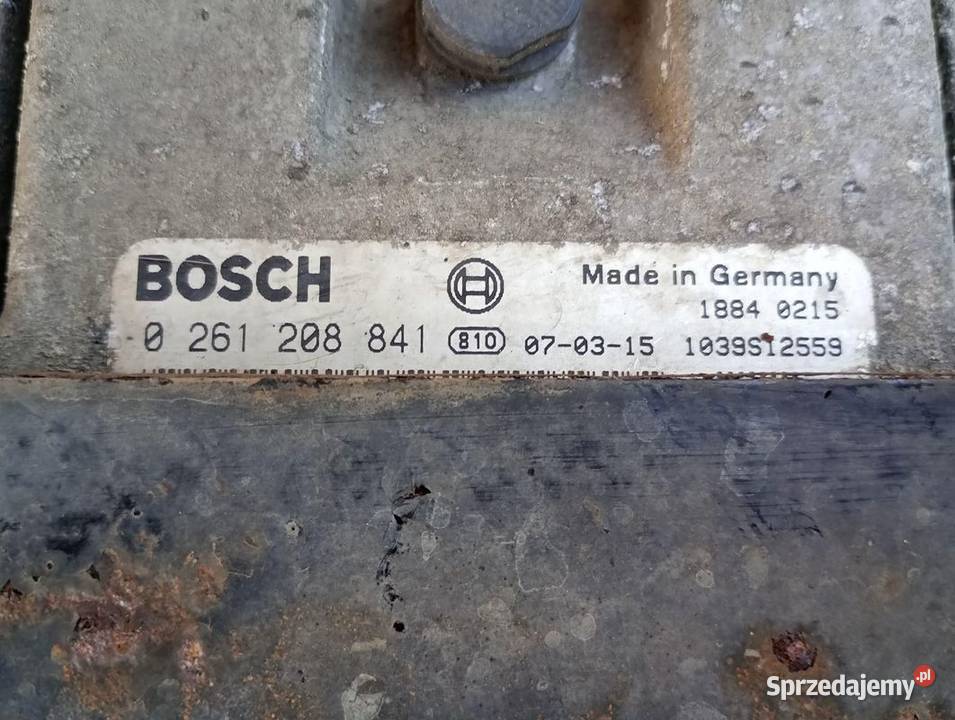 BOSCH
Made in Germany
1884 0215
0 261 208 841 810 07-03-15 1039S12559
Sprzedajemy.pl